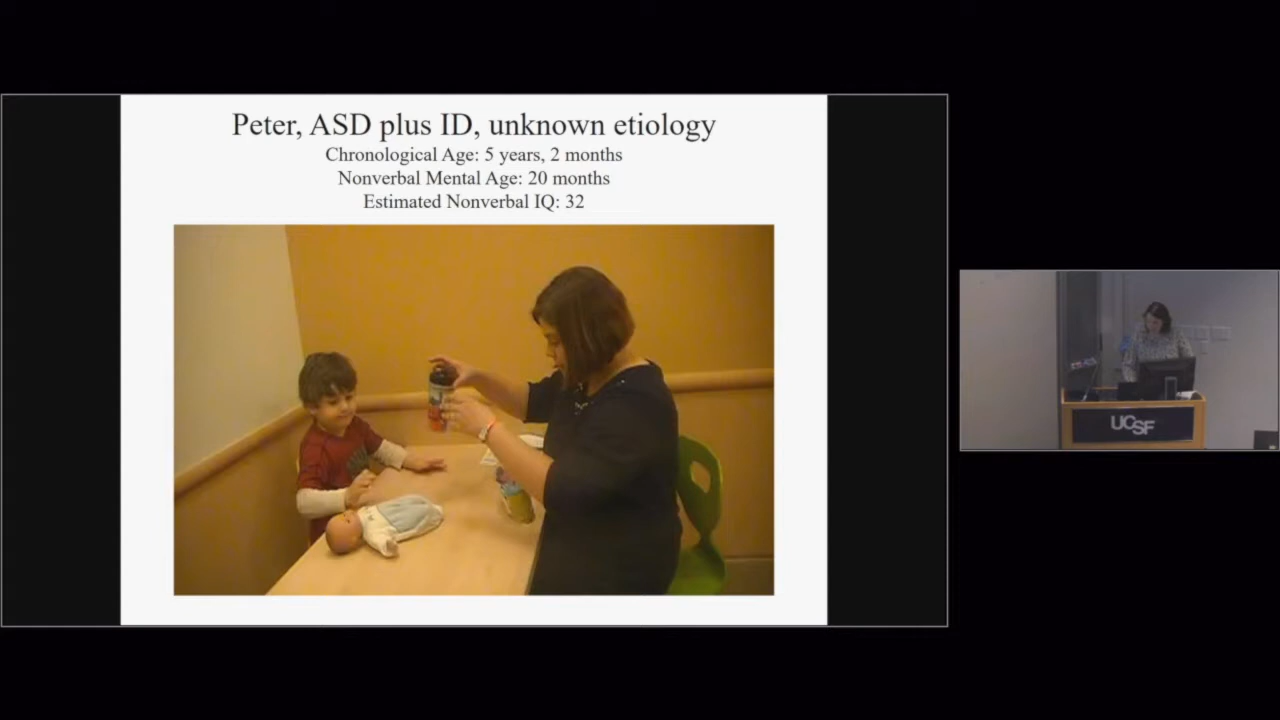 Peter, ASD plus ID, unknown etiology
Chronological Age: 5 years, 2 months
Nonverbal Mental Age: 20 months
Estimated Nonverbal IQ: 32
UCSF